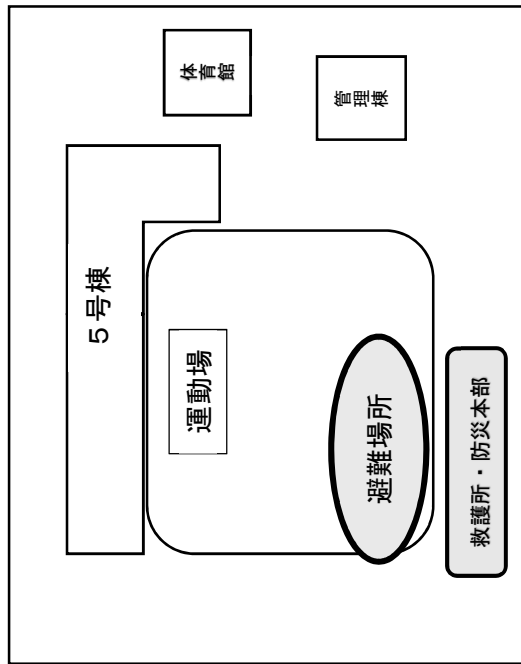 体育館
管理棟
５号棟
運動場
避難場所
救護所・防災本部